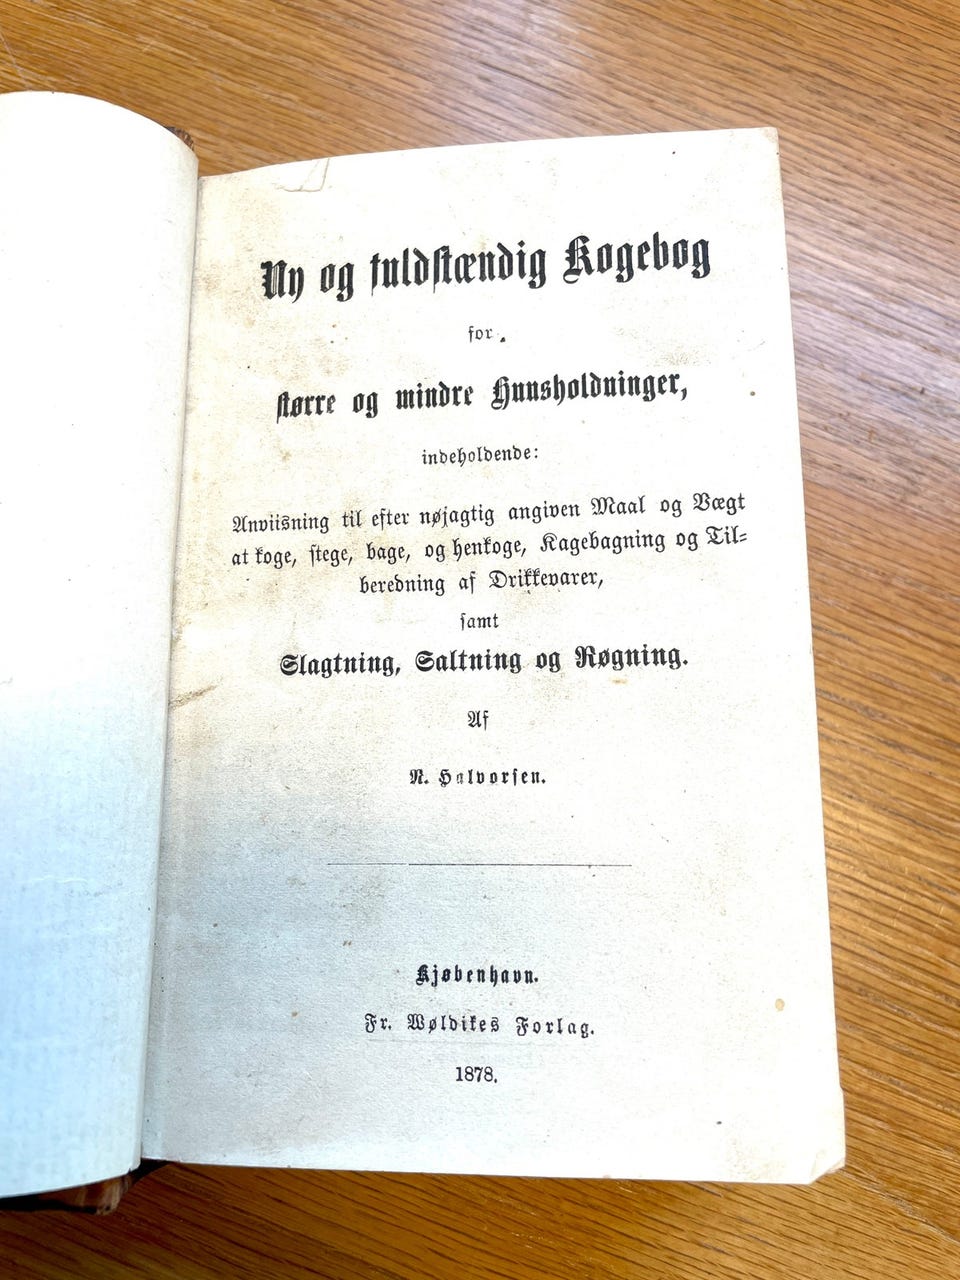 Ny og fuldstændig Kogebog
for
større og mindre Huusholdninger,
indeholdende:
Anviisning til efter nøjagtig angiven Maal og Vægt
at koge, stege, bage, og henkoge, Kagebagning og Til=
beredning af Drikkevarer,
samt
Slagtning, Saltning og Røgning.
Af
N. Halvorsen.
Kjøbenhavn.
Fr. Wøldikes Forlag.
1878.